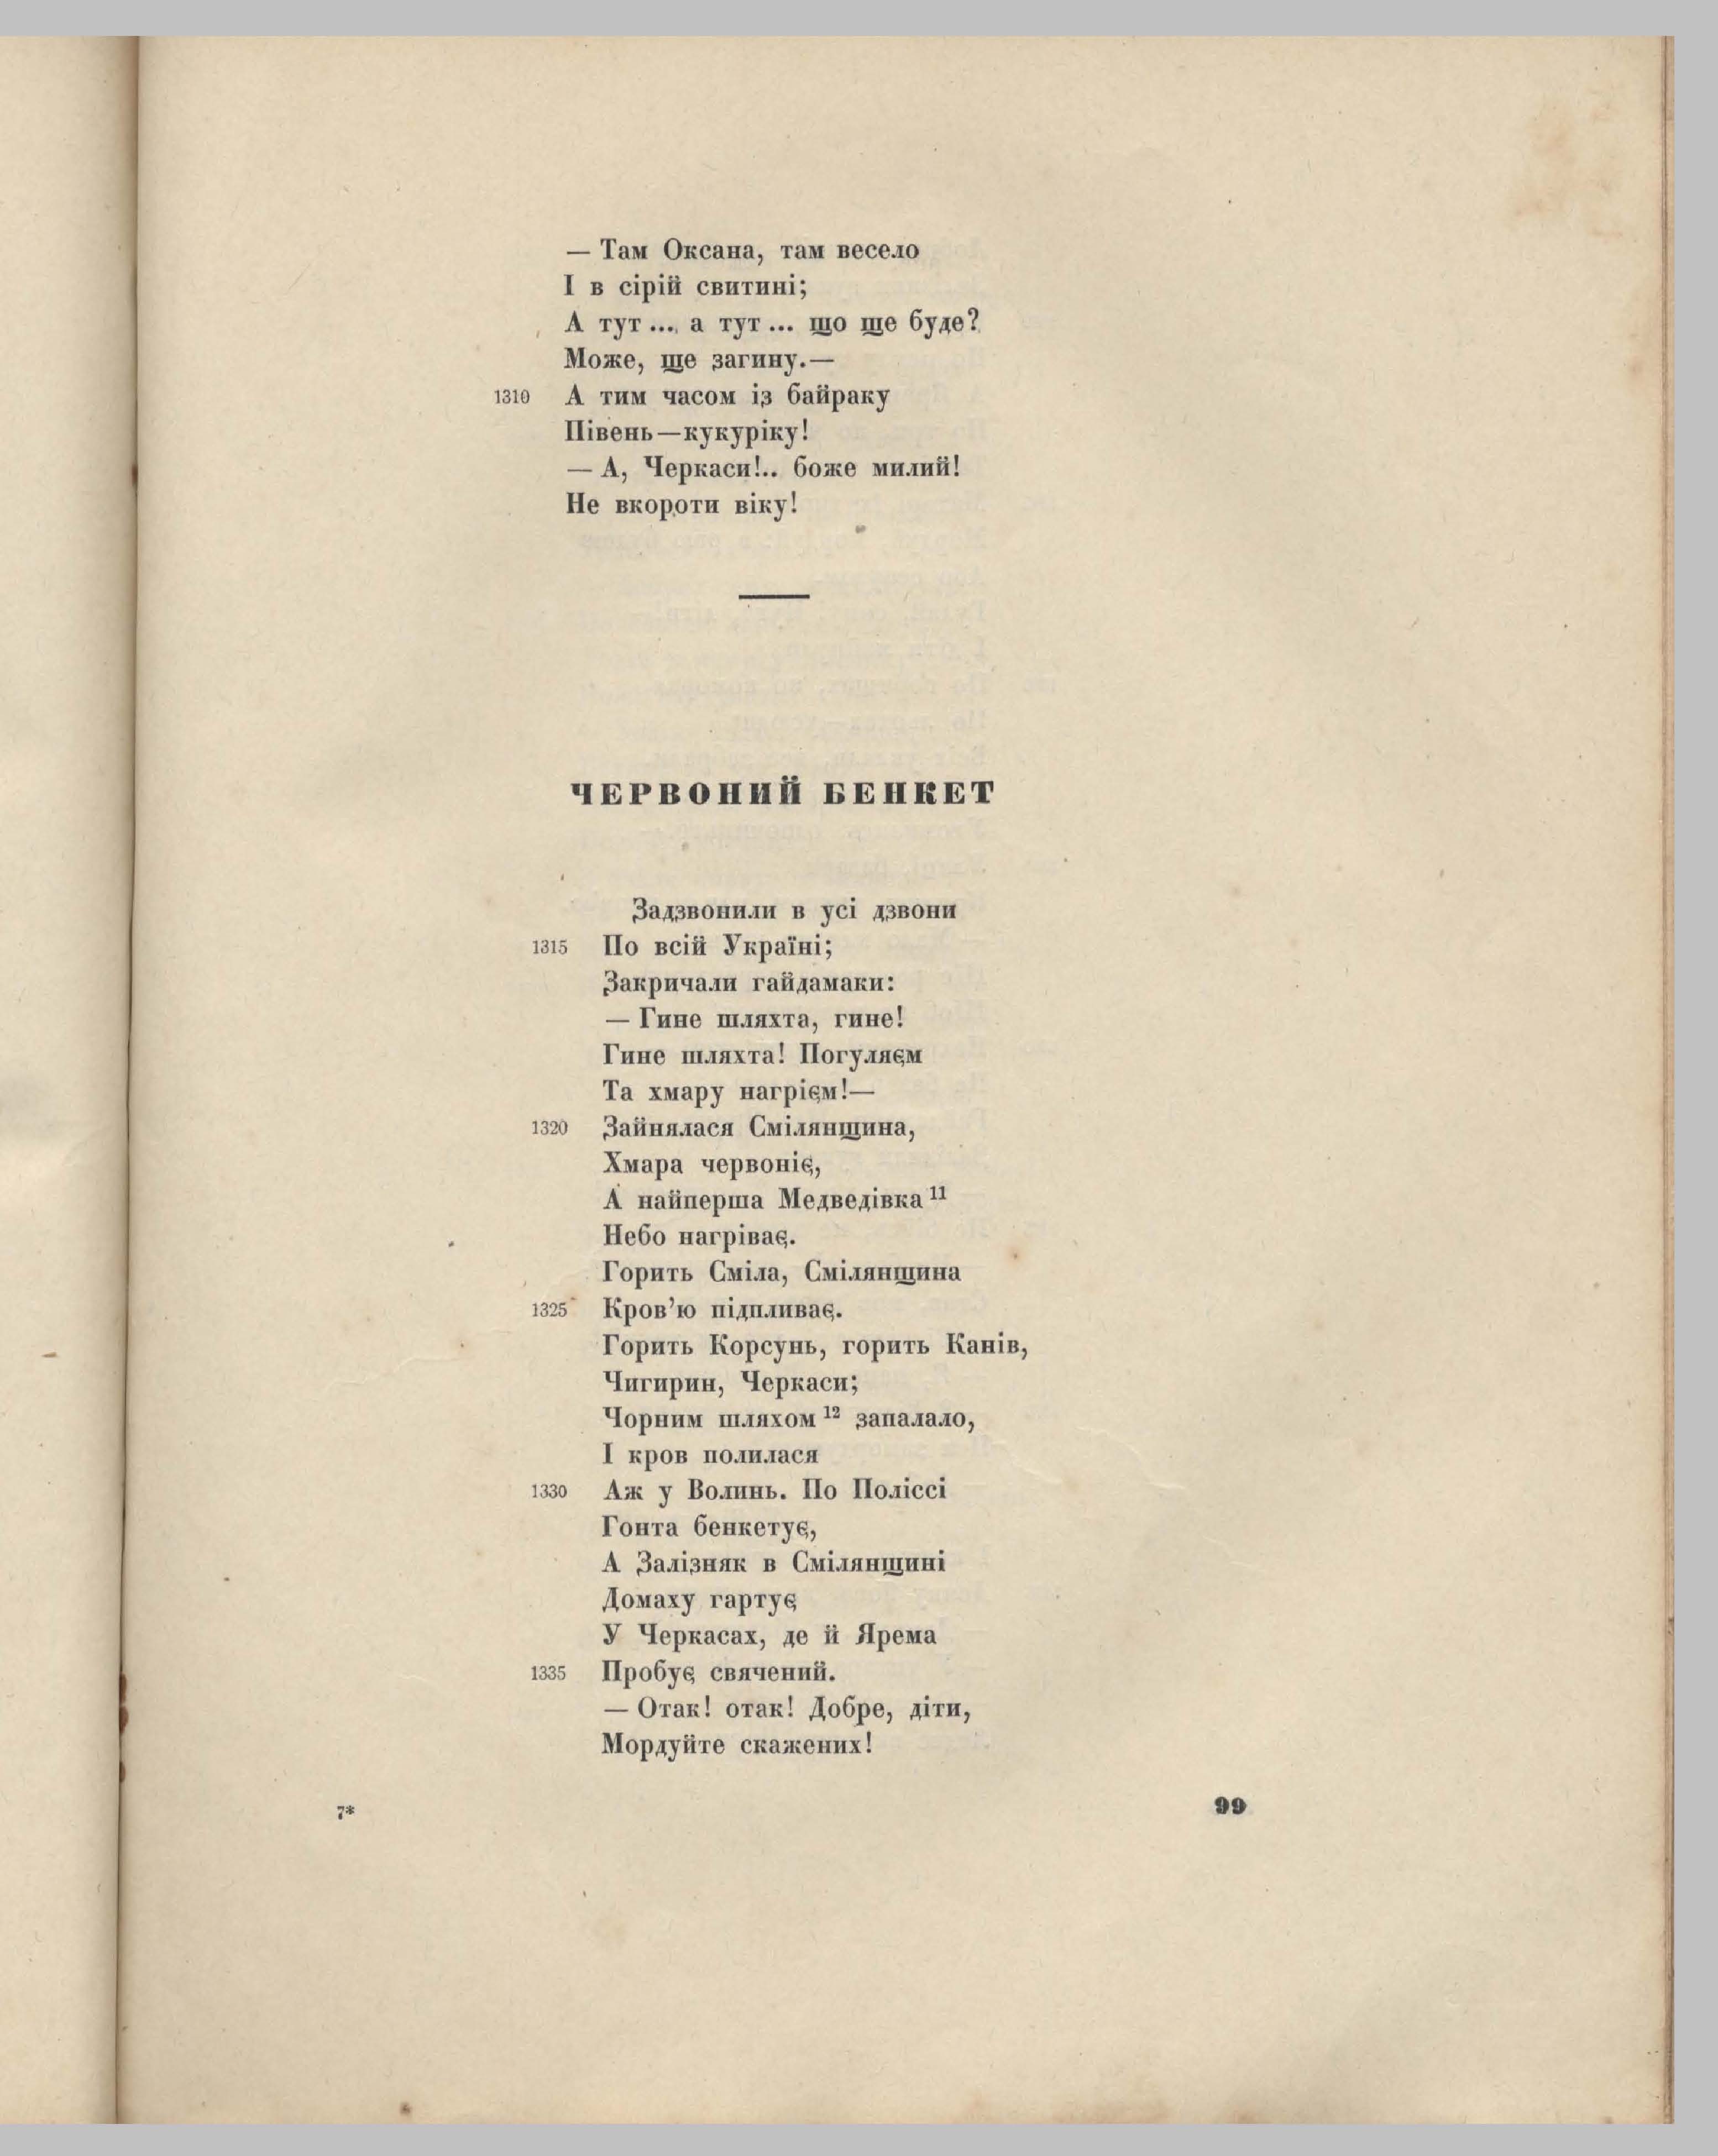 — Там Оксана, там весело
І в сірій свитині;
А тут ... а тут ... що ще буде?
Може, ще загину.—
1310 А тим часом із байраку
Півень—кукуріку!
— А, Черкаси!.. боже милий!
Не вкороти віку!
ЧЕРВОНИЙ БЕНКЕТ
Задзвонили в усі дзвони
1315 По всій Україні;
Закричали гайдамаки:
— Гине шляхта, гине!
Гине шляхта! Погуляєм
Та хмару нагрієм!—
1320 Зайнялася Смілянщина,
Хмара червоніє,
А найперша Медведівка 11
Небо нагріває.
Горить Сміла, Смілянщина
1325 Кров’ю підпливає.
Горить Корсунь, горить Канів,
Чигирин, Черкаси;
Чорним шляхом 12 запалало,
І кров полилася
1330 Аж у Волинь. По Поліссі
Гонта бенкетує,
А Залізняк в Смілянщині
Домаху гартує
У Черкасах, де й Ярема
1335 Пробує свячений.
— Отак! отак! Добре, діти,
Мордуйте скажених!
7* 99